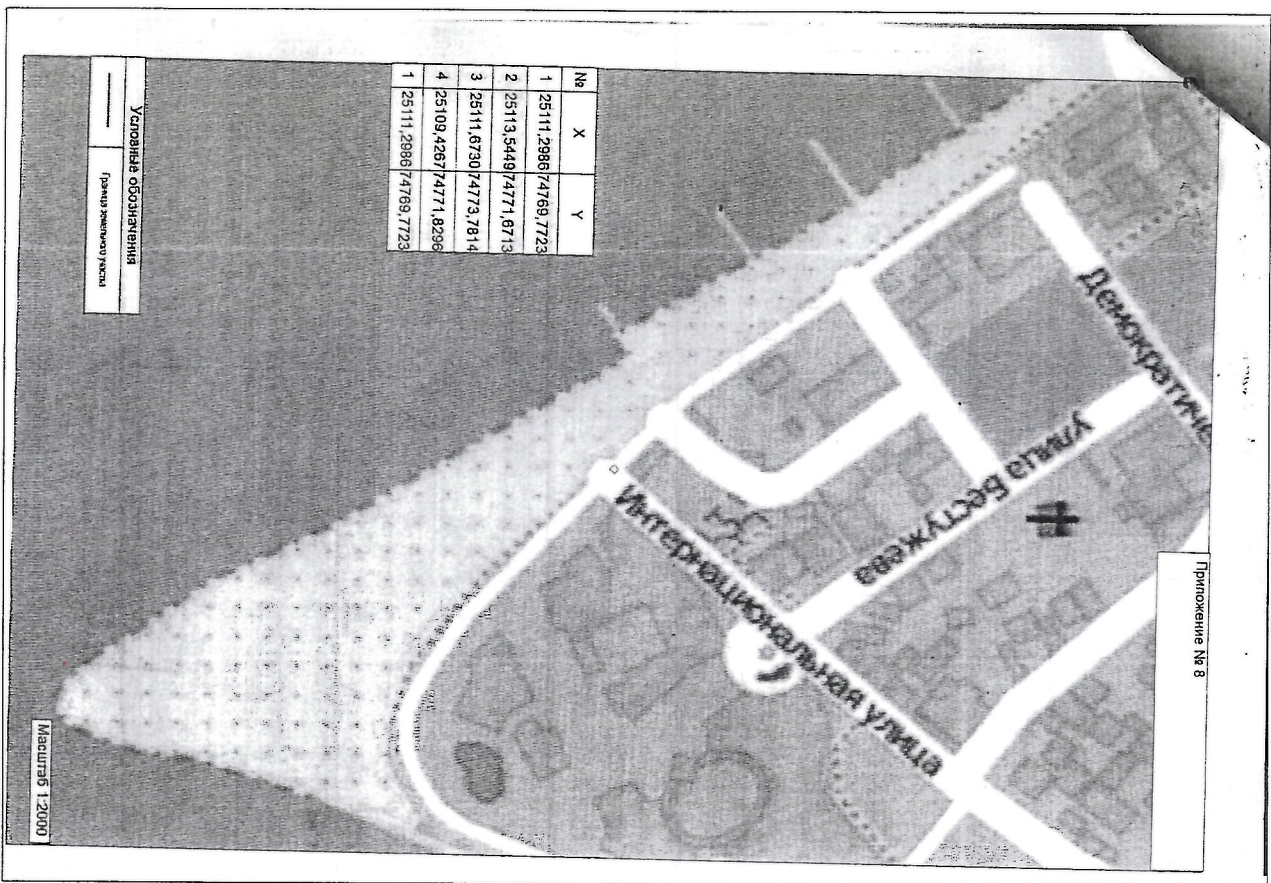 Приложение № 8
Демократиче
улица Бестужева
Интернациональная улица
№ X Y
1 25111,2986 74769,7723
2 25113,5449 74771,6713
3 25111,6730 74773,7814
4 25109,4267 74771,8296
1 25111,2986 74769,7723
Условные обозначения
Граница земельного участка
Масштаб 1:2000